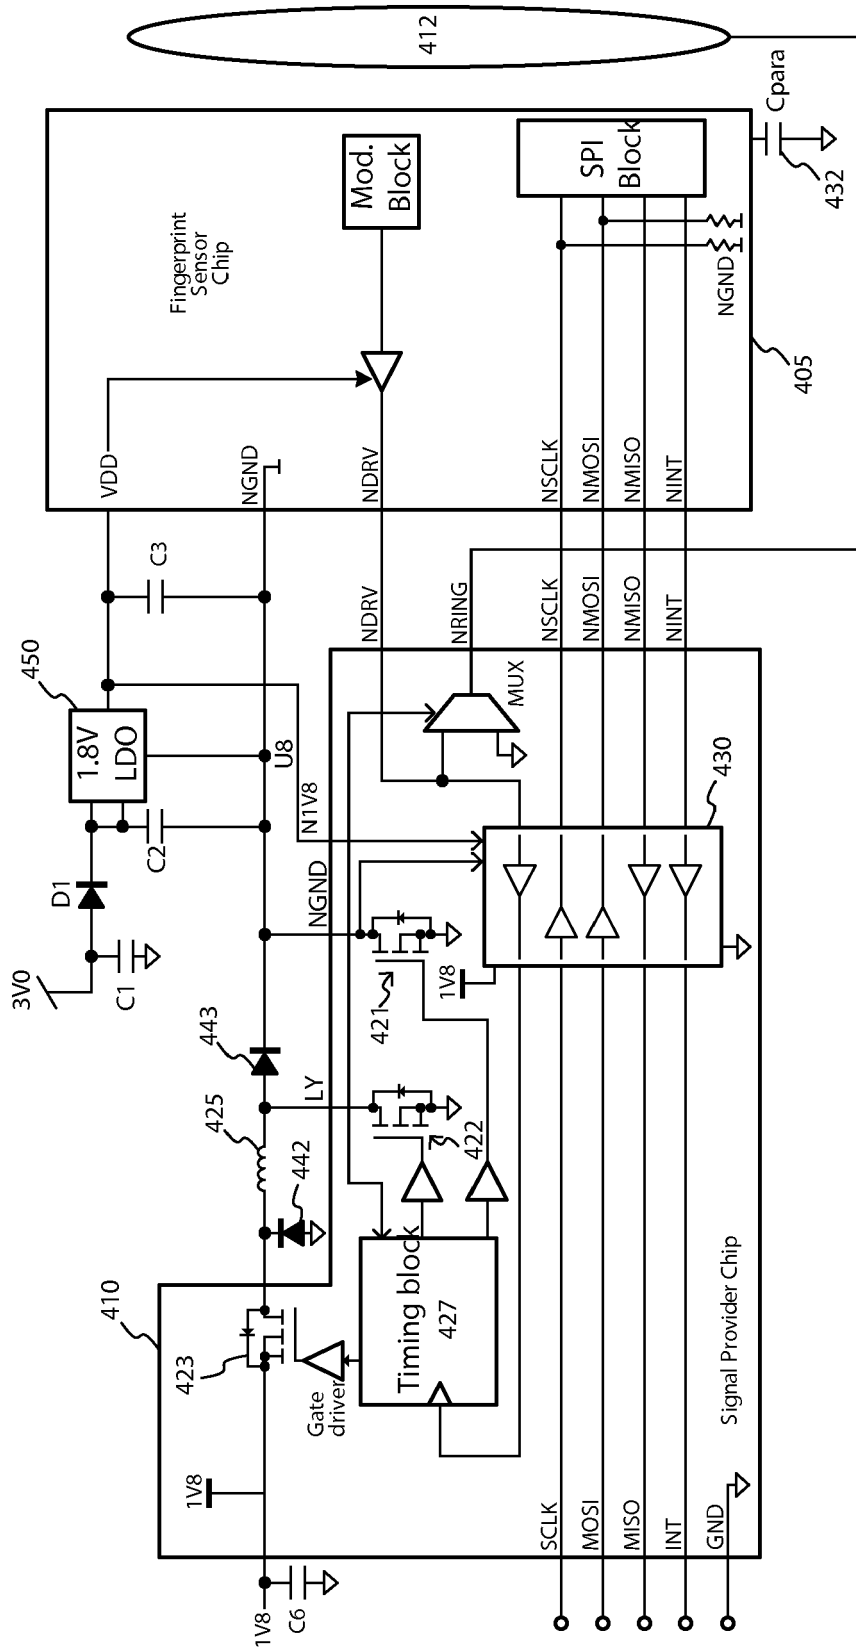 412
Fingerprint
Sensor
Chip
Mod.
Block
SPI
Block
Cpara
432
NGND
405
VDD
NGND
NDRV
NSCLK
NMOSI
NMISO
NINT
C3
450
1.8V
LDO
U8
N1V8
NDRV
NRING
NSCLK
NMOSI
NMISO
NINT
MUX
430
C2
D1
3V0
C1
NGND
421
1V8
443
LY
425
442
422
410
423
Gate
driver
Timing block
427
Signal Provider Chip
1V8
1V8
C6
SCLK
MOSI
MISO
INT
GND